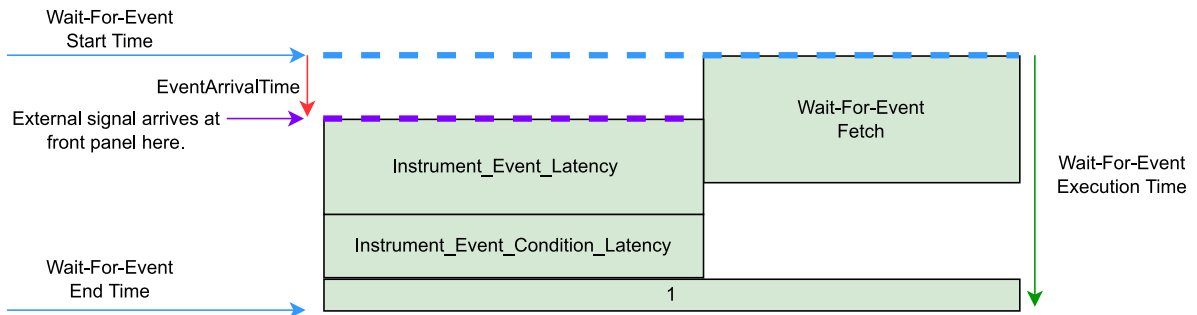 Wait-For-Event
Start Time
EventArrivalTime
External signal arrives at
front panel here.
Instrument_Event_Latency
Wait-For-Event
Fetch
Wait-For-Event
Execution Time
Instrument_Event_Condition_Latency
Wait-For-Event
End Time
1